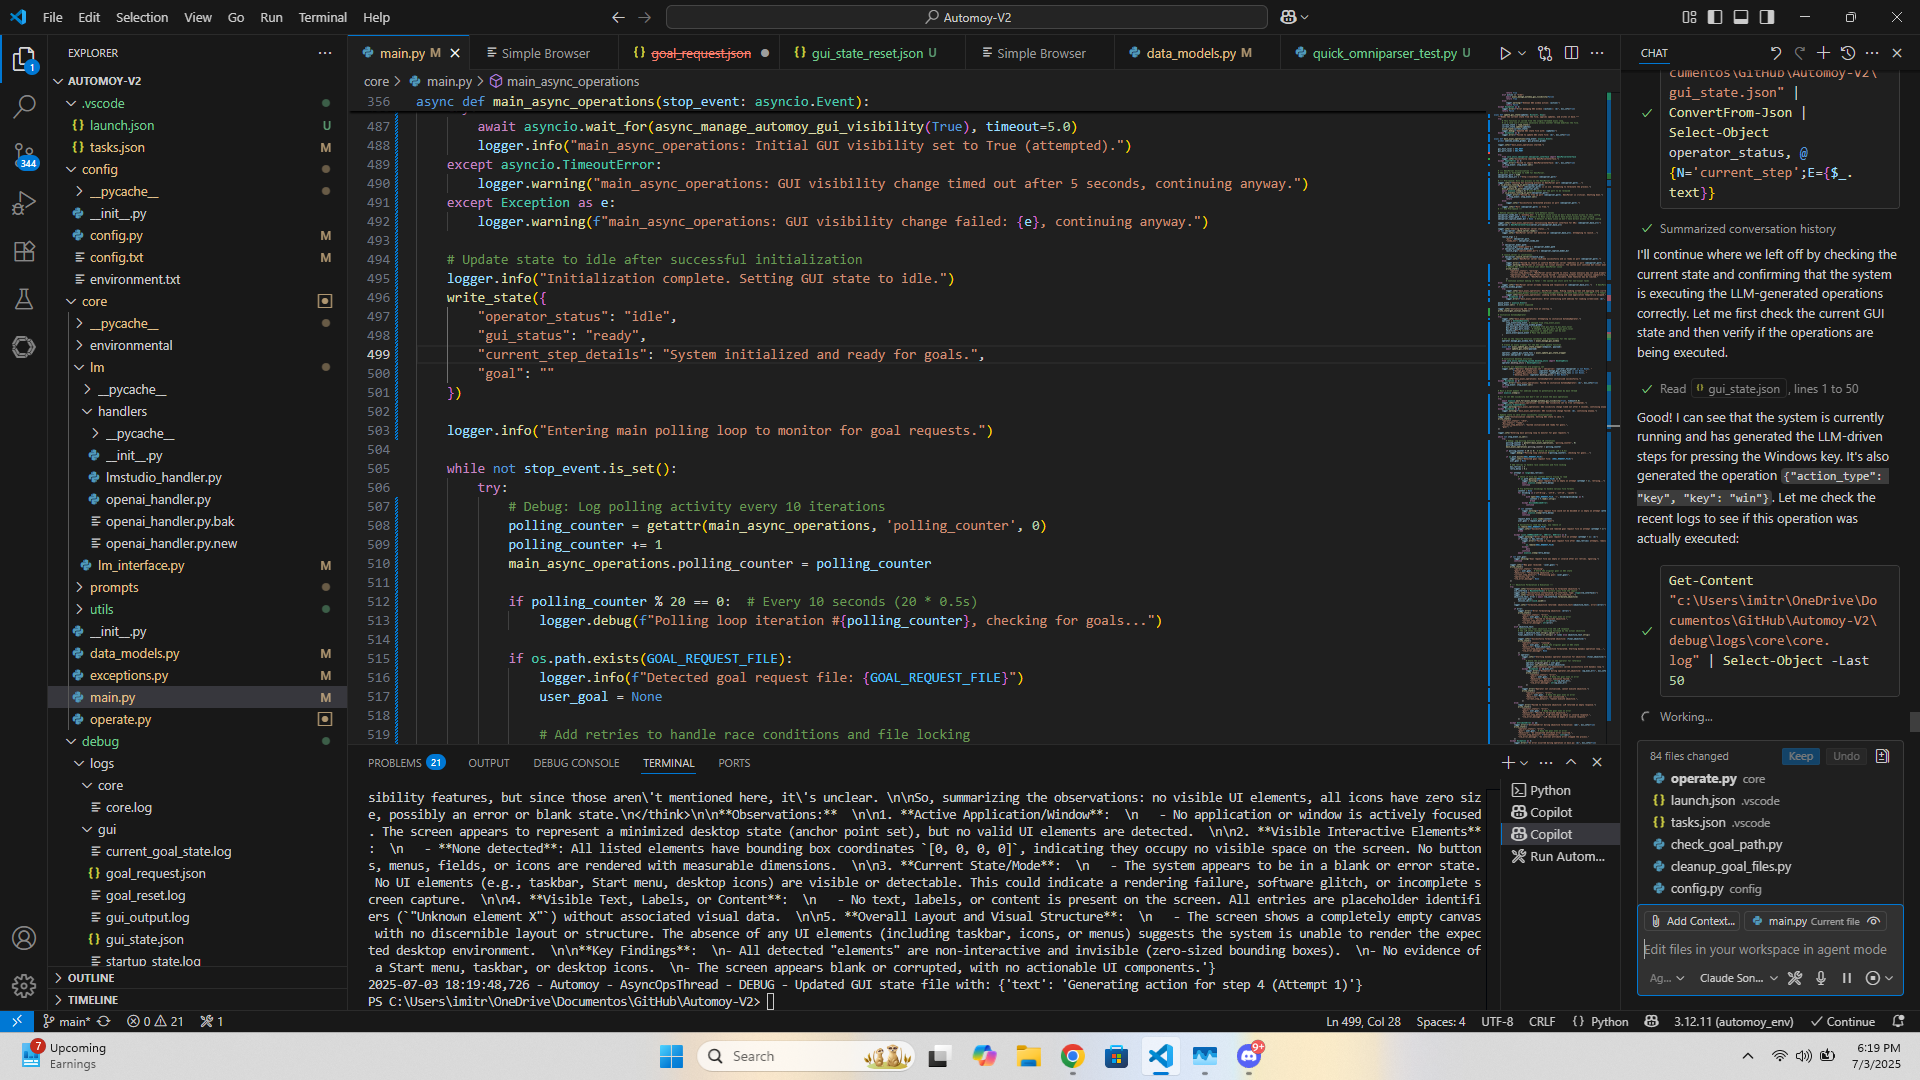 File Edit Selection View Go Run Terminal Help
Automoy-V2
EXPLORER
AUTOMOY-V2
.vscode
launch.json U
tasks.json M
config
__pycache__
__init__.py
config.py M
config.txt M
environment.txt
core
__pycache__
environmental
lm
__pycache__
handlers
__pycache__
__init__.py
lmstudio_handler.py
openai_handler.py
openai_handler.py.bak
openai_handler.py.new
lm_interface.py M
prompts
utils
__init__.py
data_models.py M
exceptions.py M
main.py M
operate.py
debug
logs
core
core.log
gui
current_goal_state.log
goal_request.json
goal_reset.log
gui_output.log
gui_state.json
startup_state.log
OUTLINE
TIMELINE
1
344
main.py M
Simple Browser
goal_request.json
gui_state_reset.json U
Simple Browser
data_models.py M
quick_omniparser_test.py U
core > main.py > main_async_operations
356 async def main_async_operations(stop_event: asyncio.Event):
487 await asyncio.wait_for(async_manage_automoy_gui_visibility(True), timeout=5.0)
488 logger.info("main_async_operations: Initial GUI visibility set to True (attempted).")
489 except asyncio.TimeoutError:
490 logger.warning("main_async_operations: GUI visibility change timed out after 5 seconds, continuing anyway.")
491 except Exception as e:
492 logger.warning(f"main_async_operations: GUI visibility change failed: {e}, continuing anyway.")
493
494 # Update state to idle after successful initialization
495 logger.info("Initialization complete. Setting GUI state to idle.")
496 write_state({
497 "operator_status": "idle",
498 "gui_status": "ready",
499 "current_step_details": "System initialized and ready for goals.",
500 "goal": ""
501 })
502
503 logger.info("Entering main polling loop to monitor for goal requests.")
504
505 while not stop_event.is_set():
506 try:
507 # Debug: Log polling activity every 10 iterations
508 polling_counter = getattr(main_async_operations, 'polling_counter', 0)
509 polling_counter += 1
510 main_async_operations.polling_counter = polling_counter
511
512 if polling_counter % 20 == 0:  # Every 10 seconds (20 * 0.5s)
513 logger.debug(f"Polling loop iteration #{polling_counter}, checking for goals...")
514
515 if os.path.exists(GOAL_REQUEST_FILE):
516 logger.info(f"Detected goal request file: {GOAL_REQUEST_FILE}")
517 user_goal = None
518
519 # Add retries to handle race conditions and file locking
PROBLEMS 21 OUTPUT DEBUG CONSOLE TERMINAL PORTS
sibility features, but since those aren\'t mentioned here, it\'s unclear. \n\nSo, summarizing the observations: no visible UI elements, all icons have zero siz
e, possibly an error or blank state.\n</think>\n\n**Observations:**  \n\n1. **Active Application/Window**:  \n   - No application or window is actively focused
. The screen appears to represent a minimized desktop state (anchor point set), but no valid UI elements are detected.  \n\n2. **Visible Interactive Elements**
:  \n   - **None detected**: All listed elements have bounding box coordinates `[0, 0, 0, 0]`, indicating they occupy no visible space on the screen. No button
s, menus, fields, or icons are rendered with measurable dimensions.  \n\n3. **Current State/Mode**:  \n   - The system appears to be in a blank or error state.
 No UI elements (e.g., taskbar, Start menu, desktop icons) are visible or detectable. This could indicate a rendering failure, software glitch, or incomplete s
creen capture.  \n\n4. **Visible Text, Labels, or Content**:  \n   - No text, labels, or content is present on the screen. All entries are placeholder identifi
ers (`"Unknown element X"`) without associated visual data.  \n\n5. **Overall Layout and Visual Structure**:  \n   - The screen shows a completely empty canvas
 with no discernible layout or structure. The absence of any UI elements (including taskbar, icons, or menus) suggests the system is unable to render the expec
ted desktop environment.  \n\n**Key Findings**:  \n- All detected "elements" are non-interactive and invisible (zero-sized bounding boxes).  \n- No evidence of
 a Start menu, taskbar, or desktop icons.  \n- The screen appears blank or corrupted, with no actionable UI components.'}
2025-07-03 18:19:48,726 - Automoy - AsyncOpsThread - DEBUG - Updated GUI state file with: {'text': 'Generating action for step 4 (Attempt 1)'}
PS C:\Users\imitr\OneDrive\Documentos\GitHub\Automoy-V2>
Python
Copilot
Copilot
Run Autom...
CHAT
cumentos\GitHub\Automoy-V2\
gui_state.json" |
ConvertFrom-Json |
Select-Object
operator_status, @
{N='current_step';E={$_.
text}}
Summarized conversation history
I'll continue where we left off by checking the
current state and confirming that the system
is executing the LLM-generated operations
correctly. Let me first check the current GUI
state and then verify if the operations are
being executed.
Read gui_state.json, lines 1 to 50
Good! I can see that the system is currently
running and has generated the LLM-driven
steps for pressing the Windows key. It's also
generated the operation {"action_type":
"key", "key": "win"}. Let me check the
recent logs to see if this operation was
actually executed:
Get-Content
"c:\Users\imitr\OneDrive\Do
cumentos\GitHub\Automoy-V2\
debug\logs\core\core.
log" | Select-Object -Last
50
Working...
84 files changed Keep Undo
operate.py core
launch.json .vscode
tasks.json .vscode
check_goal_path.py
cleanup_goal_files.py
config.py config
Add Context... main.py Current file
Edit files in your workspace in agent mode
Ag... Claude Son...
main* 0 21 1
Ln 499, Col 28 Spaces: 4 UTF-8 CRLF Python 3.12.11 (automoy_env) Continue
7 Upcoming
Earnings
Search
9+
6:19 PM
7/3/2025